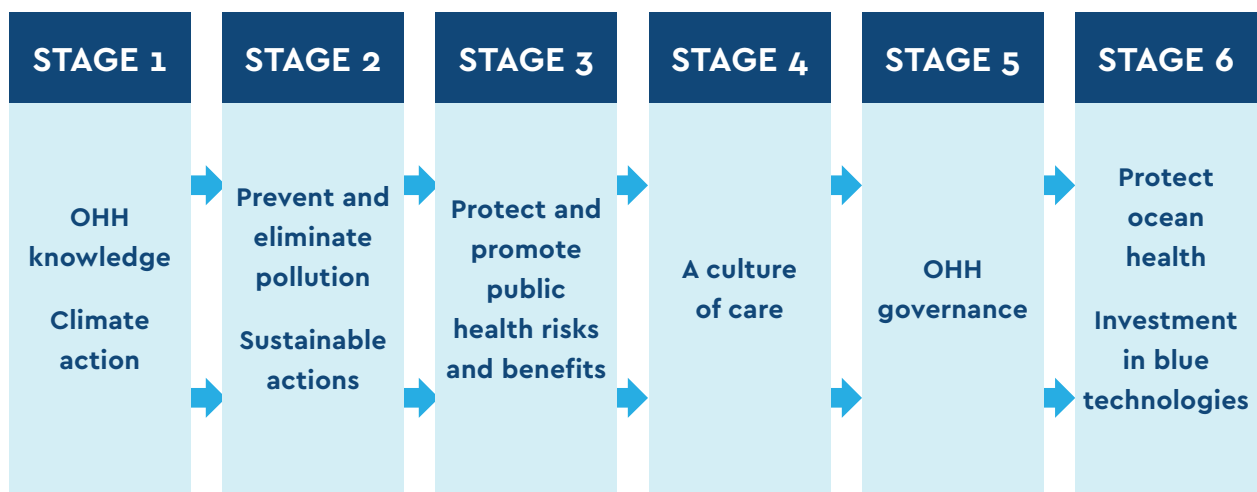 STAGE 1
OHH
knowledge
Climate
action
STAGE 2
Prevent and
eliminate
pollution
Sustainable
actions
STAGE 3
Protect and
promote
public
health risks
and benefits
STAGE 4
A culture
of care
STAGE 5
OHH
governance
STAGE 6
Protect
ocean
health
Investment
in blue
technologies